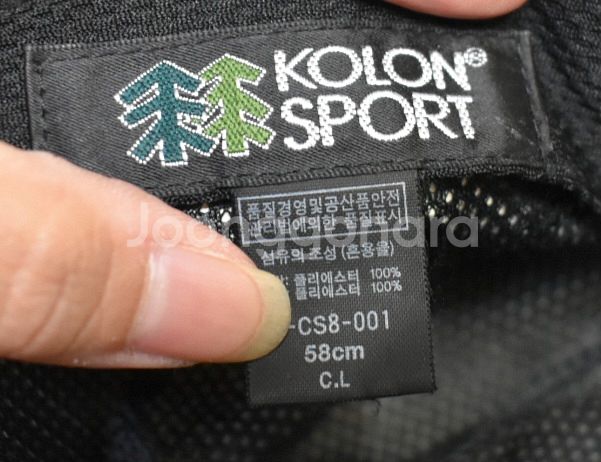 KOLON®
SPORT
품질경영및공산품안전
관리법에의한 품질표시
Joonggonara
섬유의조성 (혼용율)
: 폴리에스터 100%
폴리에스터 100%
-CS8-001
58cm
C.L